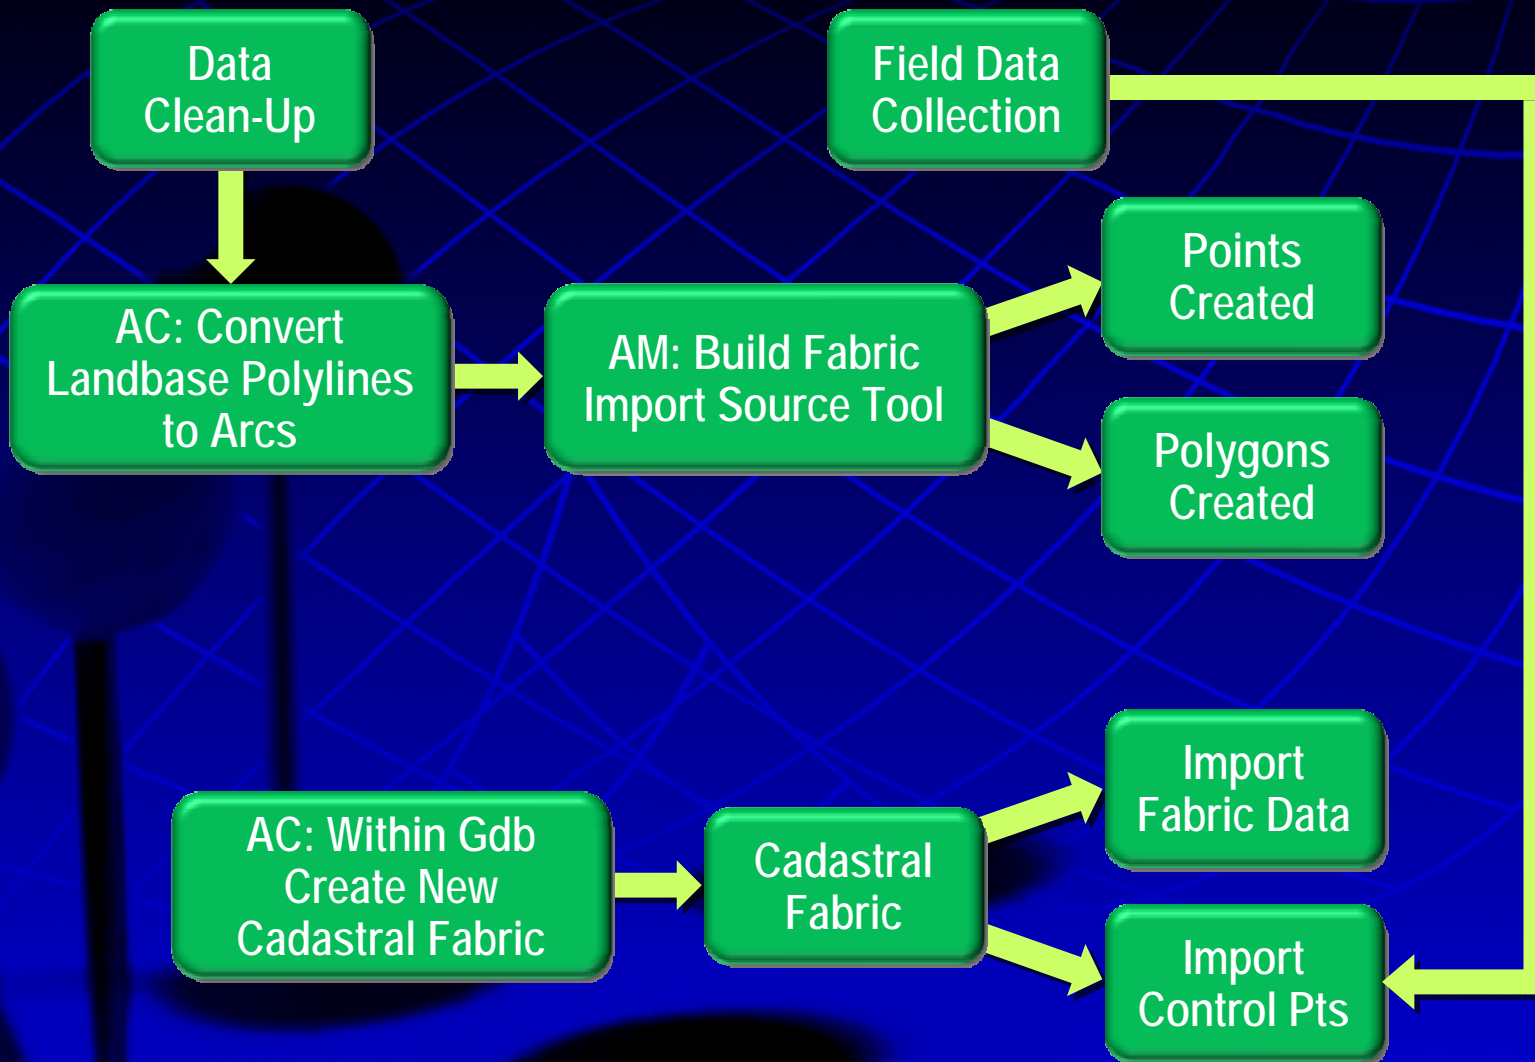 Data
Clean-Up
Field Data
Collection
Points
Created
AC: Convert
Landbase Polylines
to Arcs
AM: Build Fabric
Import Source Tool
Polygons
Created
Import
Fabric Data
AC: Within Gdb
Create New
Cadastral Fabric
Cadastral
Fabric
Import
Control Pts